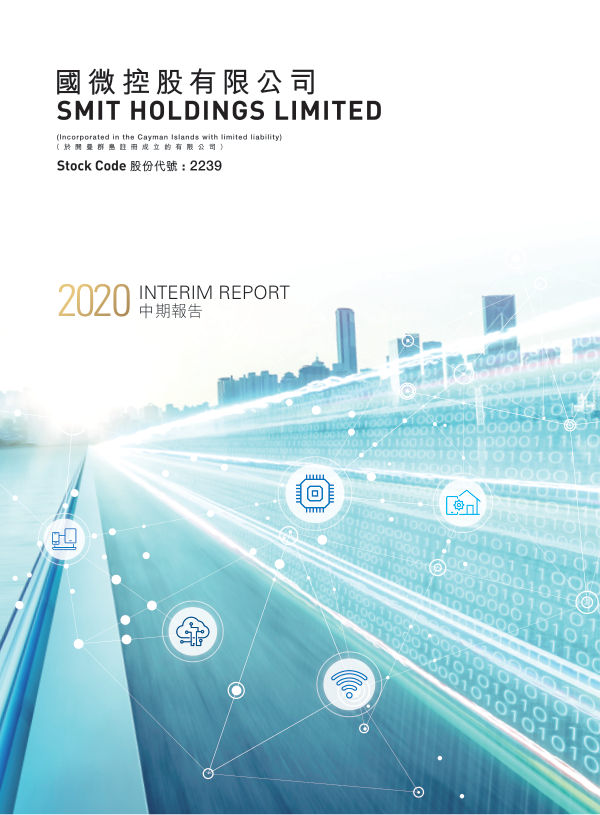 國微控股有限公司
SMIT HOLDINGS LIMITED
(Incorporated in the Cayman Islands with limited liability)
(於開曼群島註冊成立的有限公司)
Stock Code 股份代號：2239
2020 INTERIM REPORT
中期報告